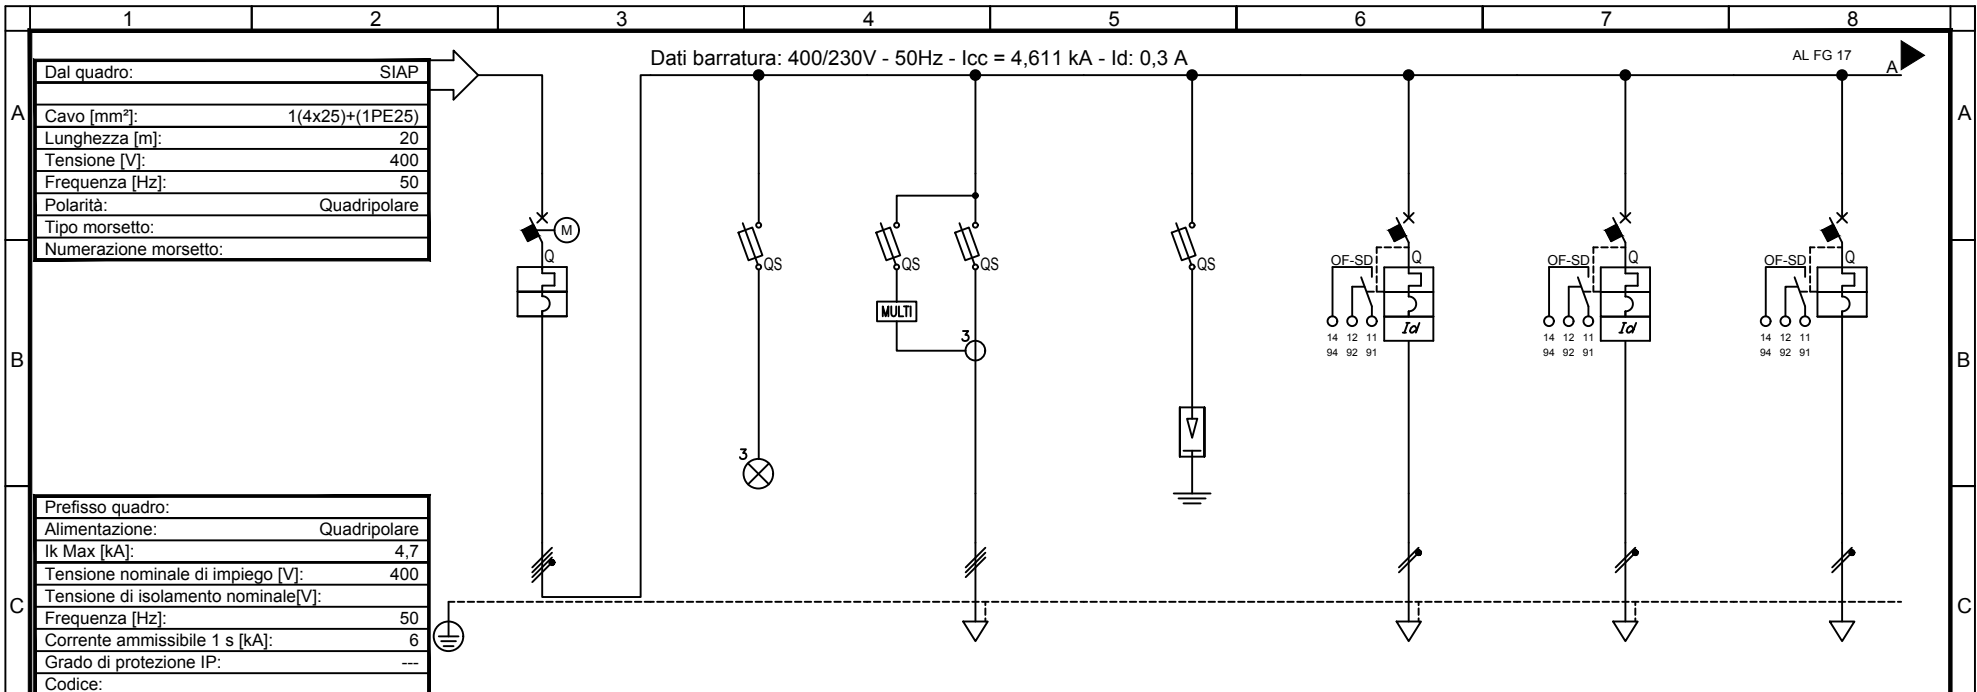 1 2 3 4 5 6 7 8
Dati barratura: 400/230V - 50Hz - Icc = 4,611 kA - Id: 0,3 A
AL FG 17
A
A
A
Dal quadro: SIAP
Cavo [mm²]: 1(4x25)+(1PE25)
Lunghezza [m]: 20
Tensione [V]: 400
Frequenza [Hz]: 50
Polarità: Quadripolare
Tipo morsetto:
Numerazione morsetto:
M
Q
QS
QS
QS
QS
OF-SD
Q
OF-SD
Q
OF-SD
Q
MULTI
3
Id
Id
14 12 11
94 92 91
14 12 11
94 92 91
14 12 11
94 92 91
B
B
3
Prefisso quadro:
Alimentazione: Quadripolare
Ik Max [kA]: 4,7
Tensione nominale di impiego [V]: 400
Tensione di isolamento nominale[V]:
Frequenza [Hz]: 50
Corrente ammissibile 1 s [kA]: 6
Grado di protezione IP: ---
Codice:
C
C